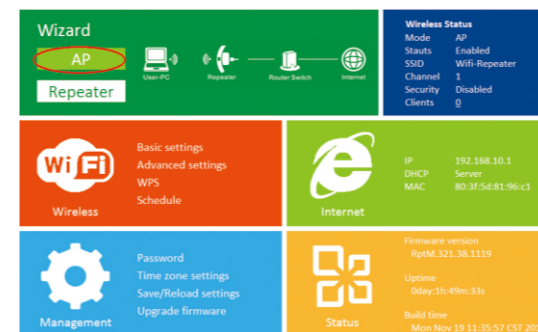 Wizard
AP
Repeater
User-PC
Repeater
Router Switch
Internet
Wireless Status
Mode AP
Stauts Enabled
SSID Wifi-Repeater
Channel 1
Security Disabled
Clients 0
WiFi
Wireless
Basic settings
Advanced settings
WPS
Schedule
Internet
IP 192.168.10.1
DHCP Server
MAC 80:3f:5d:81:96:c1
Management
Password
Time zone settings
Save/Reload settings
Upgrade firmware
Status
Firmware version
RptM.321.38.1119
Uptime
0day:1h:49m:33s
Build time
Mon Nov 19 11:35:57 CST